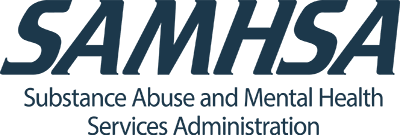 SAMHSA
Substance Abuse and Mental Health
Services Administration